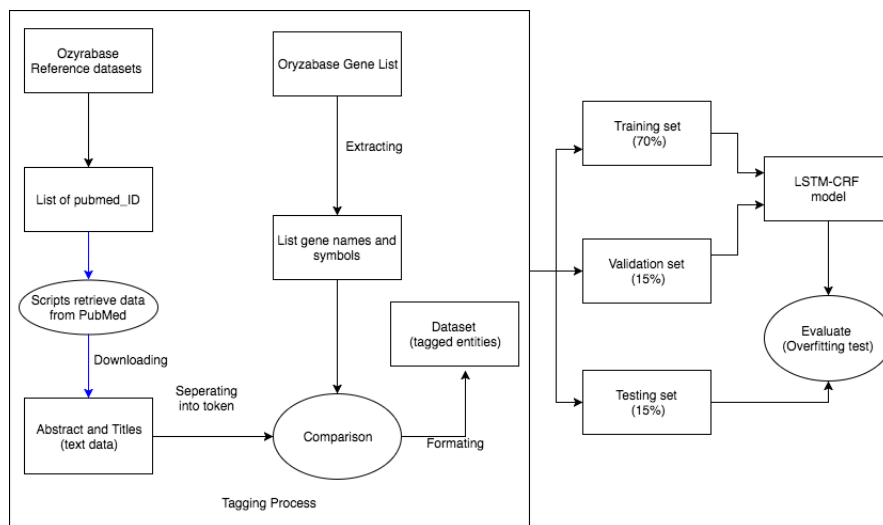 Ozyrabase
Reference datasets
Oryzabase Gene List
Extracting
List of pubmed_ID
List gene names and
symbols
Scripts retrieve data
from PubMed
Downloading
Dataset
(tagged entities)
Seperating
into token
Abstract and Titles
(text data)
Comparison
Formating
Tagging Process
Training set
(70%)
LSTM-CRF
model
Validation set
(15%)
Evaluate
(Overfitting test)
Testing set
(15%)